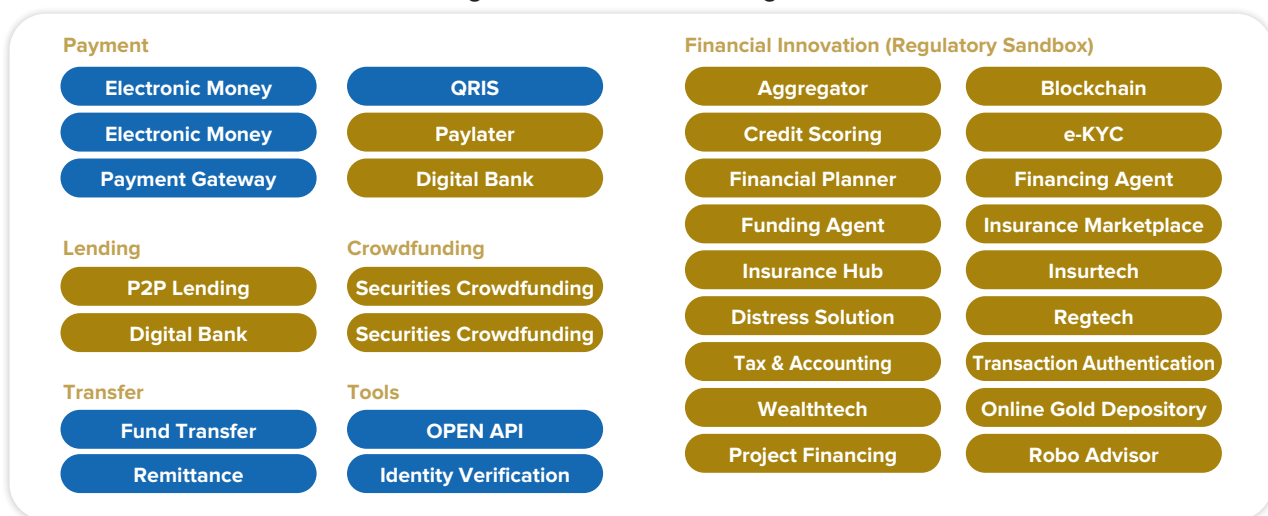 Payment
Electronic Money
QRIS
Electronic Money
Paylater
Payment Gateway
Digital Bank
Lending
P2P Lending
Digital Bank
Crowdfunding
Securities Crowdfunding
Securities Crowdfunding
Transfer
Fund Transfer
Remittance
Tools
OPEN API
Identity Verification
Financial Innovation (Regulatory Sandbox)
Aggregator
Blockchain
Credit Scoring
e-KYC
Financial Planner
Financing Agent
Funding Agent
Insurance Marketplace
Insurance Hub
Insurtech
Distress Solution
Regtech
Tax & Accounting
Transaction Authentication
Wealthtech
Online Gold Depository
Project Financing
Robo Advisor